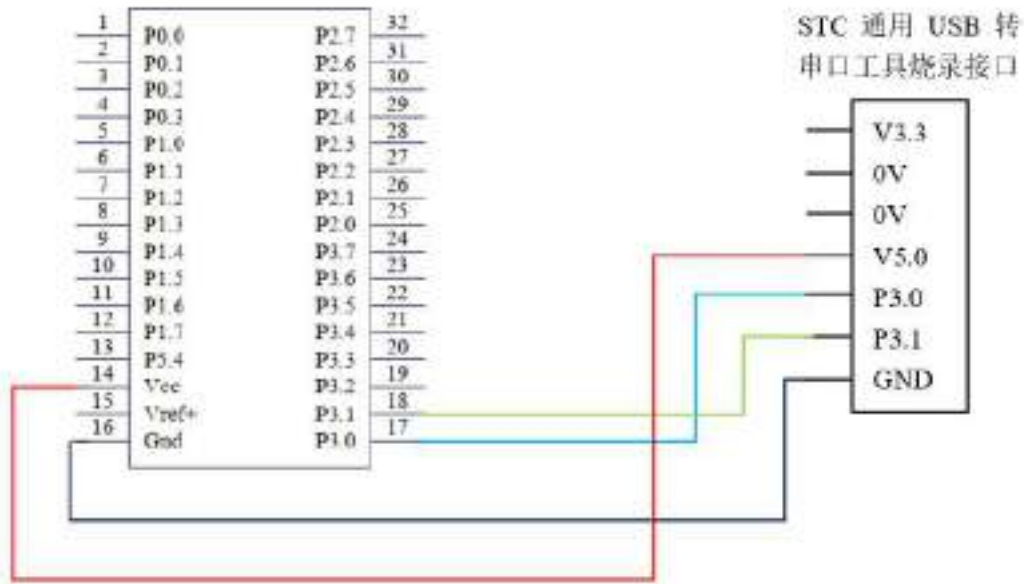 1 P0.0 P2.7 32
2 P0.1 P2.6 31
3 P0.2 P2.5 30
4 P0.3 P2.4 29
5 P1.0 P2.3 28
6 P1.1 P2.2 27
7 P1.2 P2.1 26
8 P1.3 P2.0 25
9 P1.4 P3.7 24
10 P1.5 P3.6 23
11 P1.6 P3.5 22
12 P1.7 P3.4 21
13 P5.4 P3.3 20
14 Vcc P3.2 19
15 Vref+ P3.1 18
16 Gnd P3.0 17
STC 通用 USB 转
串口工具烧录接口
V3.3
0V
0V
V5.0
P3.0
P3.1
GND